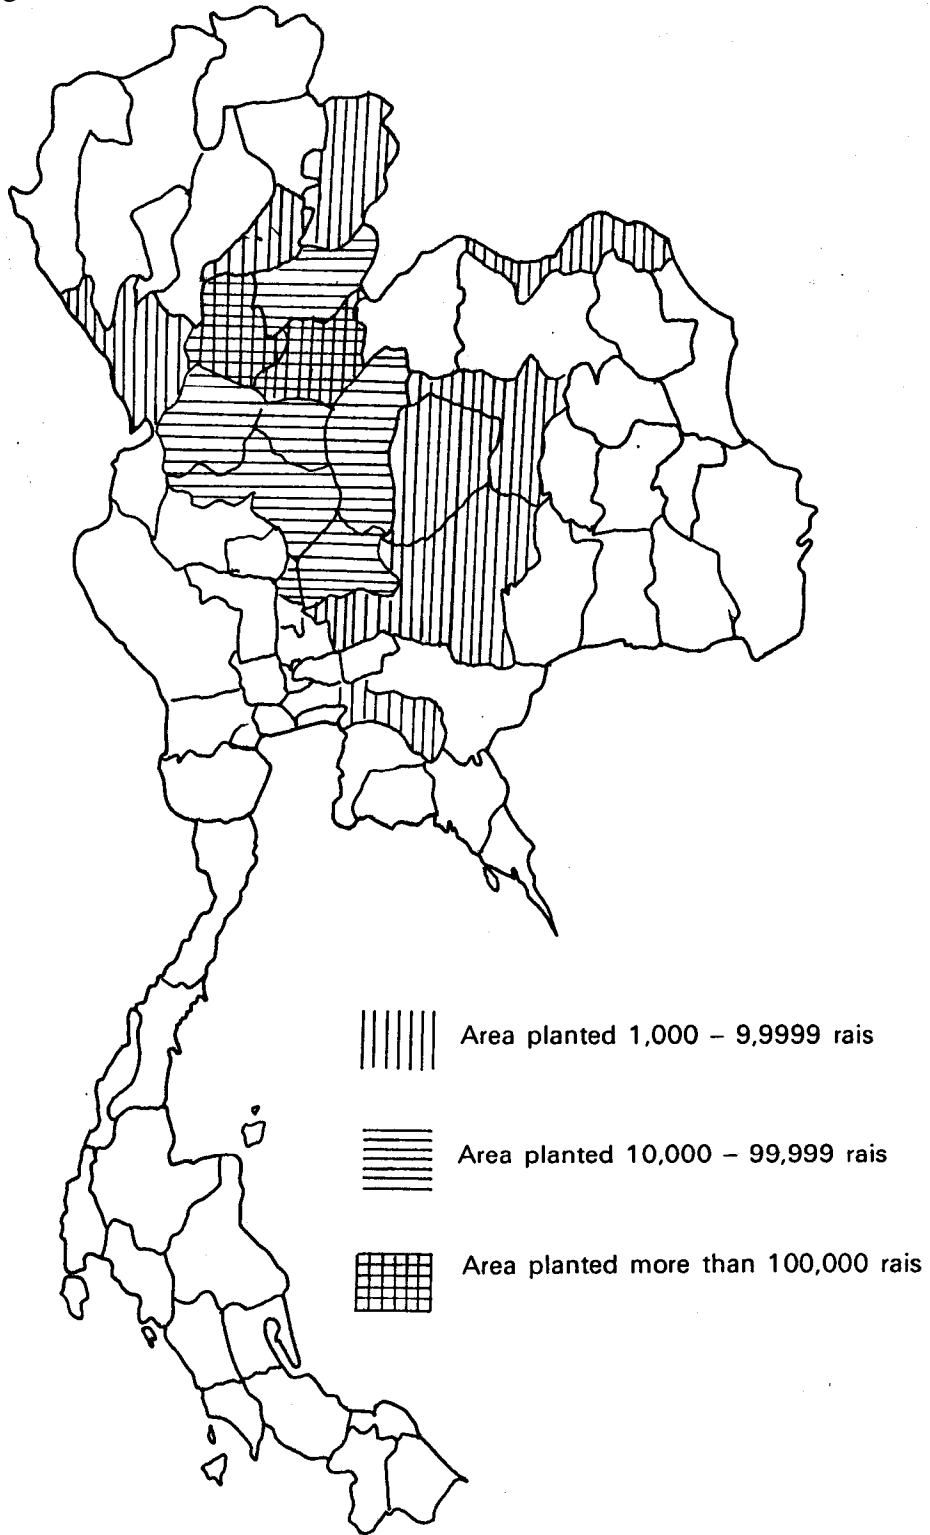 Area planted 1,000 – 9,9999 rais
Area planted 10,000 – 99,999 rais
Area planted more than 100,000 rais